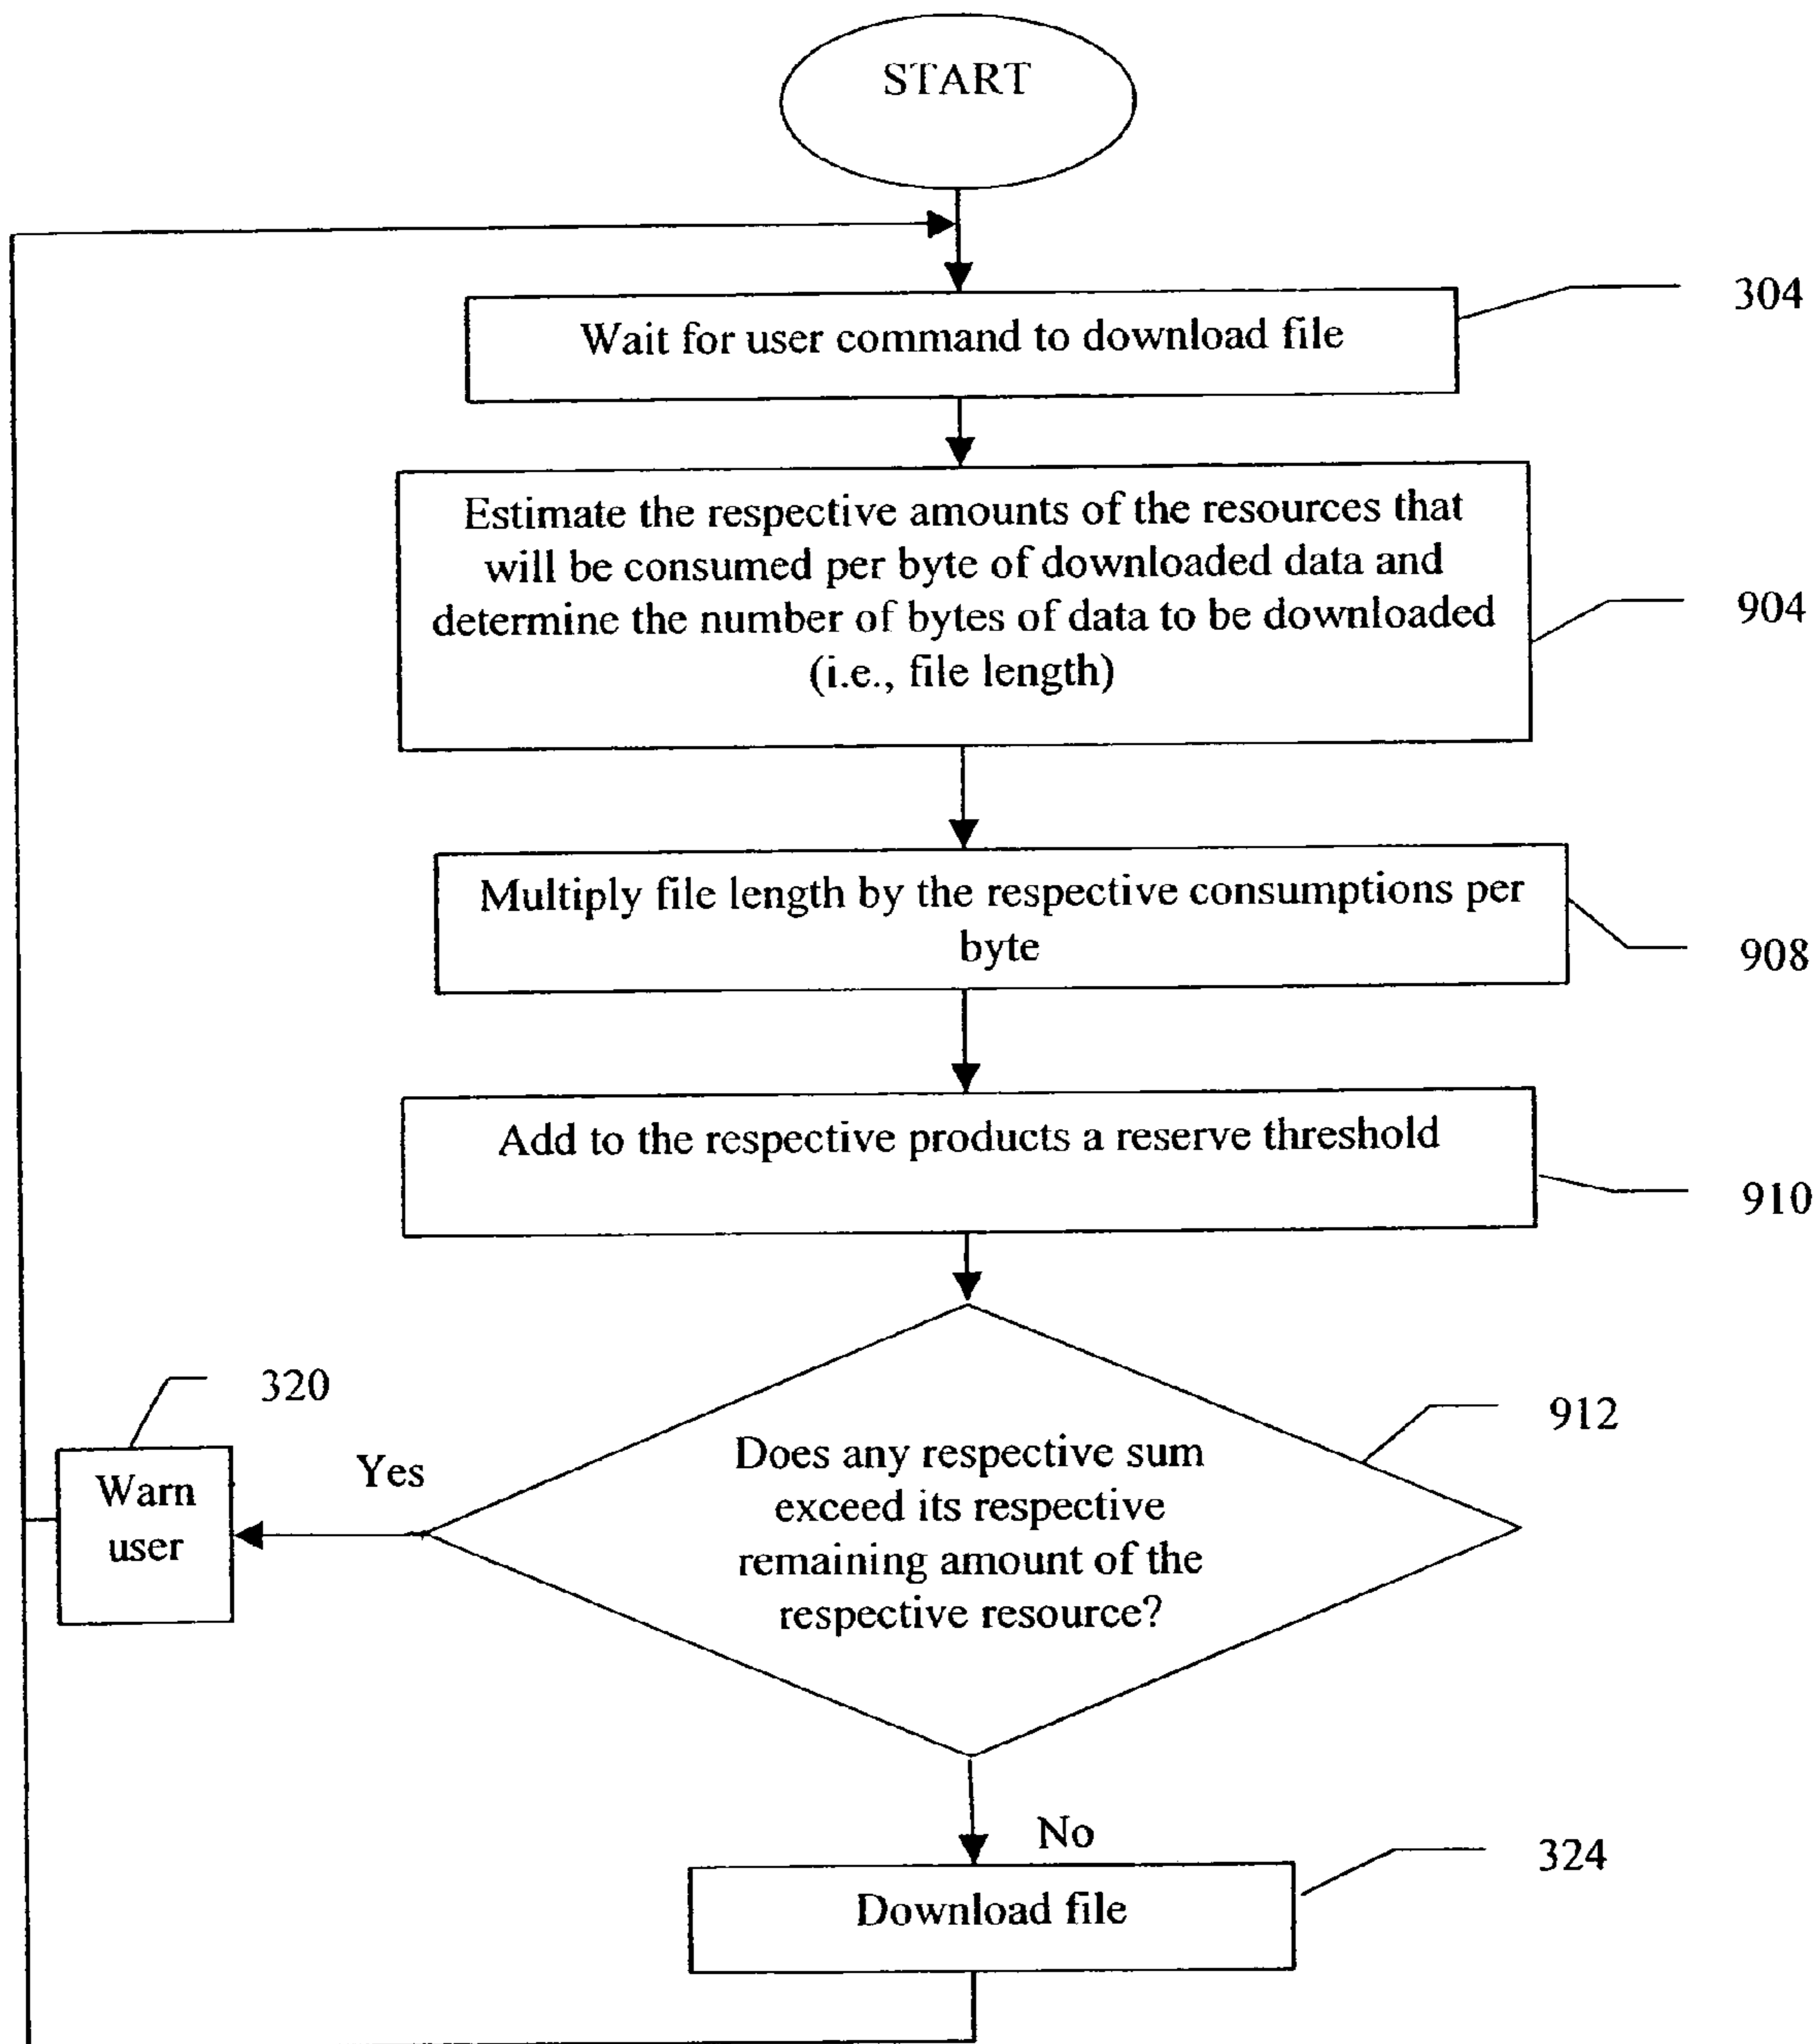 START
Wait for user command to download file
304
Estimate the respective amounts of the resources that
will be consumed per byte of downloaded data and
determine the number of bytes of data to be downloaded
(i.e., file length)
904
Multiply file length by the respective consumptions per
byte
908
Add to the respective products a reserve threshold
910
320
Warn
user
Yes
912
Does any respective sum
exceed its respective
remaining amount of the
respective resource?
No
324
Download file